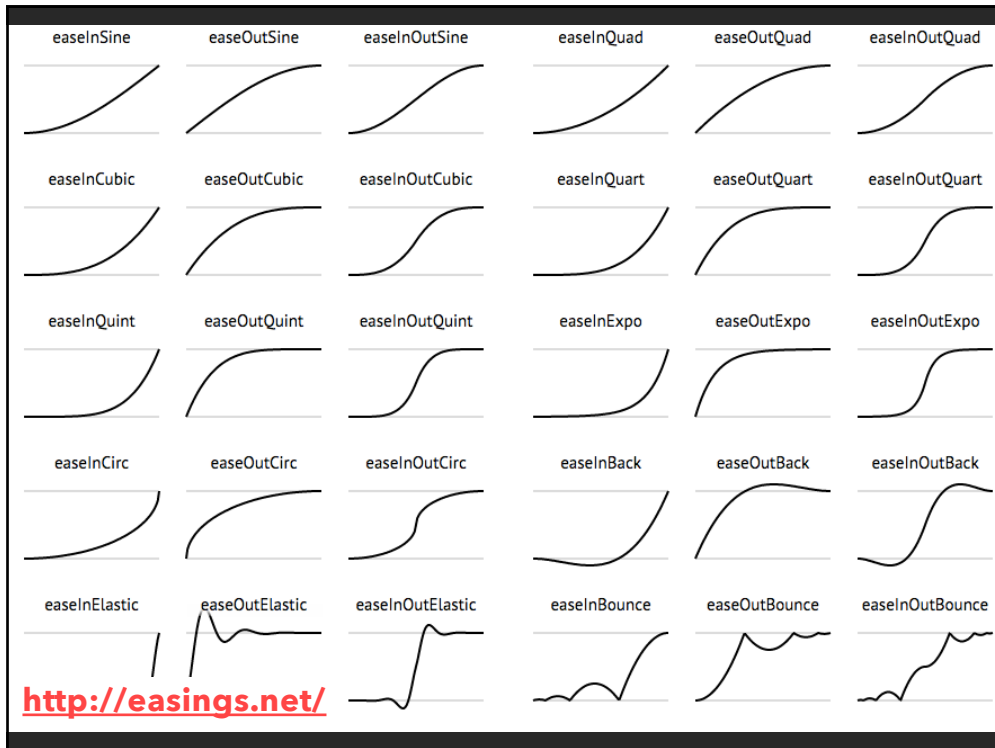 easeInSine easeOutSine easeInOutSine easeInQuad easeOutQuad easeInOutQuad
easeInCubic easeOutCubic easeInOutCubic easeInQuart easeOutQuart easeInOutQuart
easeInQuint easeOutQuint easeInOutQuint easeInExpo easeOutExpo easeInOutExpo
easeInCirc easeOutCirc easeInOutCirc easeInBack easeOutBack easeInOutBack
easeInElastic easeOutElastic easeInOutElastic easeInBounce easeOutBounce easeInOutBounce
http://easings.net/